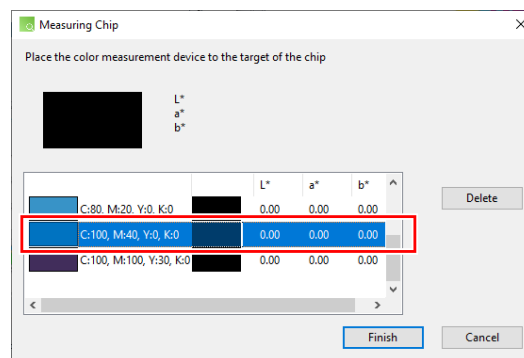 Measuring Chip
Place the color measurement device to the target of the chip
L*
a*
b*
L* a* b*
C:80, M:20, Y:0, K:0 0.00 0.00 0.00
C:100, M:40, Y:0, K:0 0.00 0.00 0.00
C:100, M:100, Y:30, K:0 0.00 0.00 0.00
Delete
Finish Cancel